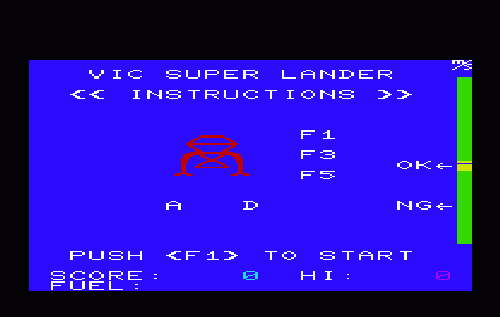 m/s
VIC SUPER LANDER
<< INSTRUCTIONS >>
F1
F3
F5
OK←
A D NG←
PUSH <F1> TO START
SCORE: 0 HI: 0
FUEL: